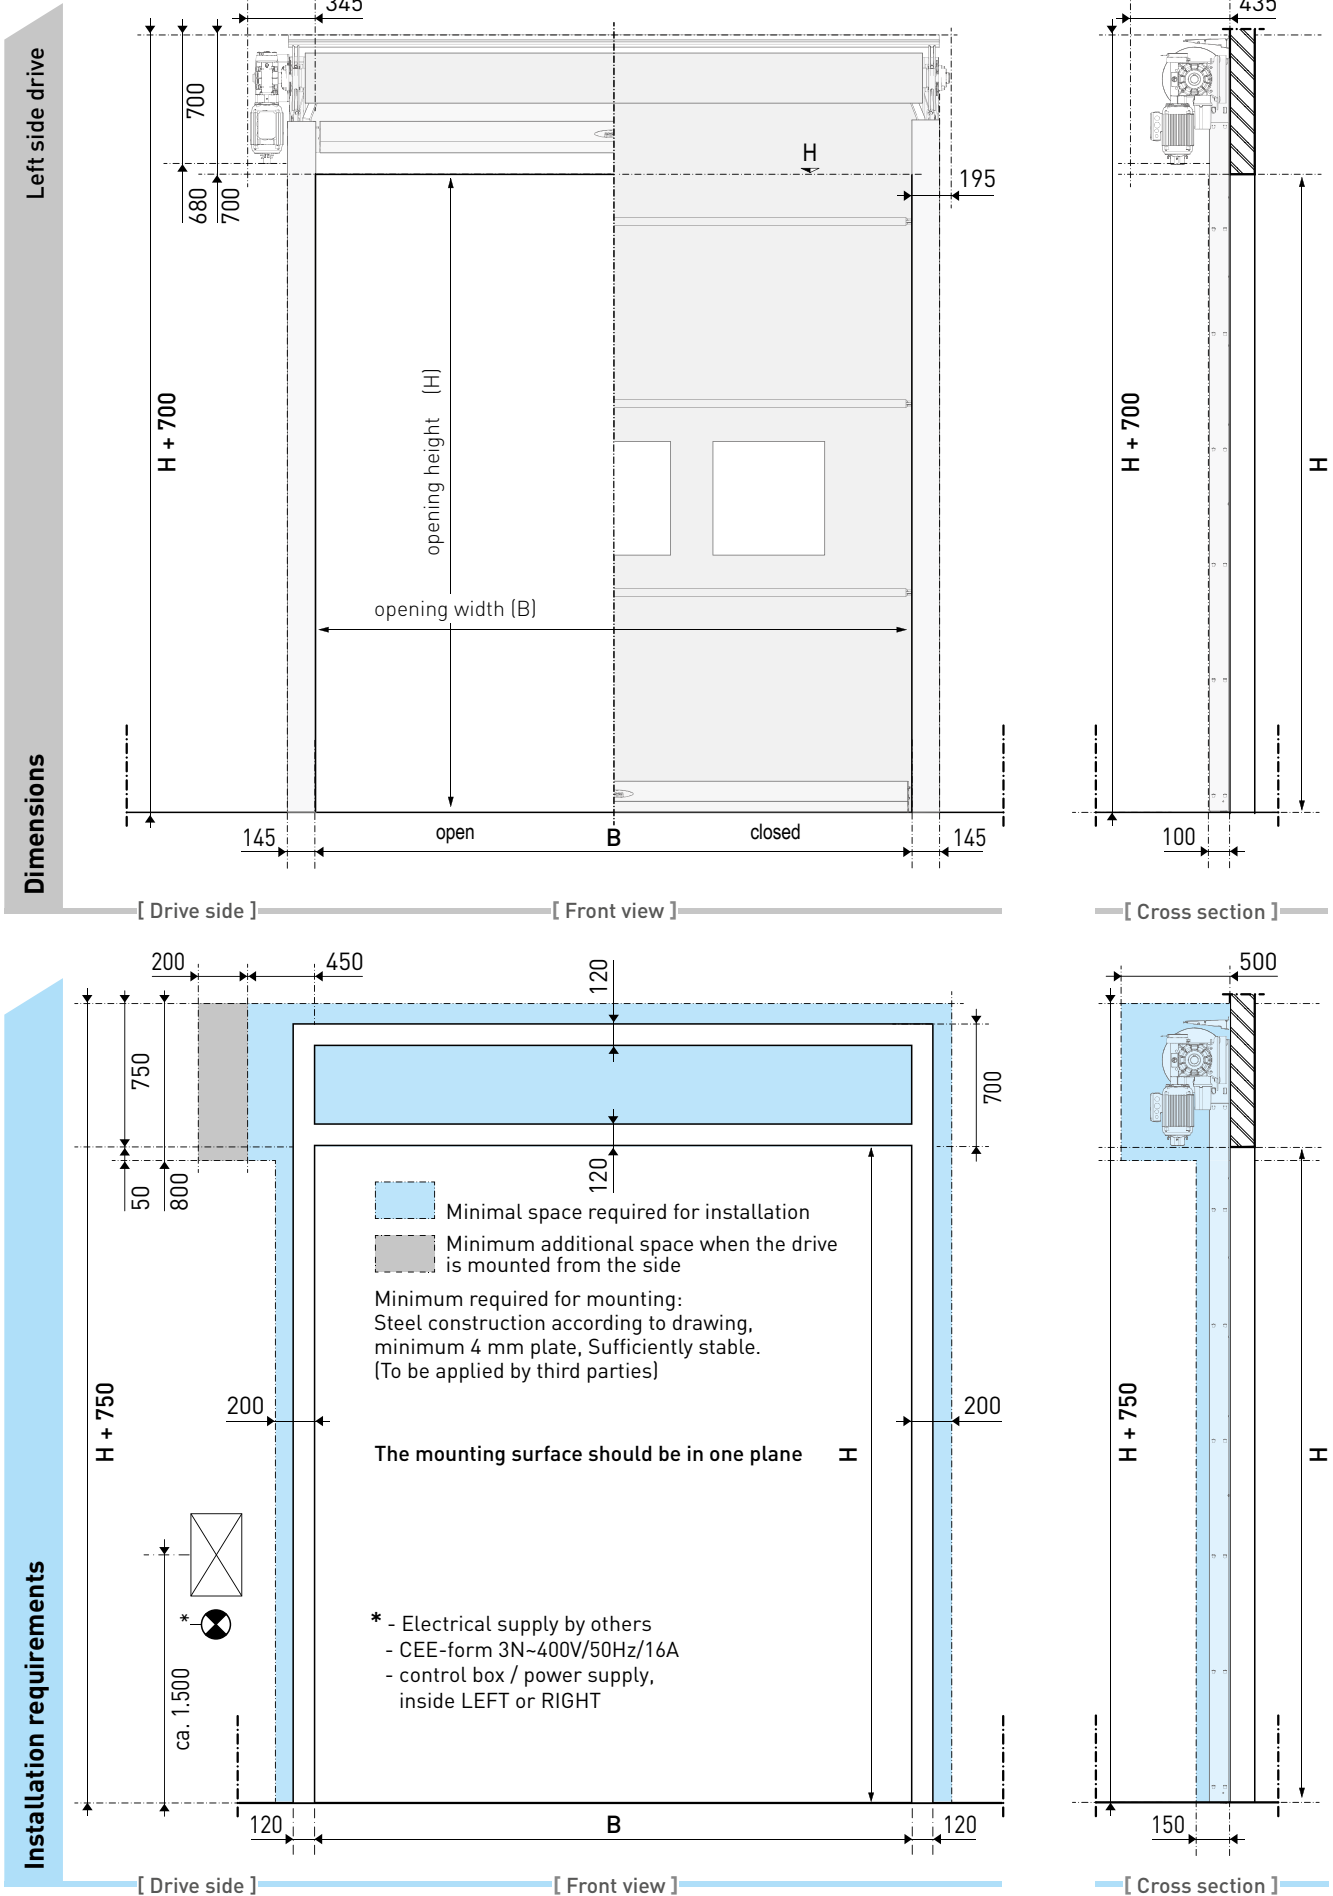 345
435
Left side drive
700
680
700
H
195
H + 700
opening height (H)
opening width (B)
H + 700
H
Dimensions
145
open
B
closed
145
100
[ Drive side ]
[ Front view ]
[ Cross section ]
200
450
120
500
750
700
50
800
120
Minimal space required for installation
Minimum additional space when the drive
is mounted from the side
Minimum required for mounting:
Steel construction according to drawing,
minimum 4 mm plate, Sufficiently stable.
(To be applied by third parties)
H + 750
200
200
The mounting surface should be in one plane
H
H + 750
H
Installation requirements
*
ca. 1.500
* - Electrical supply by others
- CEE-form 3N~400V/50Hz/16A
- control box / power supply,
inside LEFT or RIGHT
120
B
120
150
[ Drive side ]
[ Front view ]
[ Cross section ]